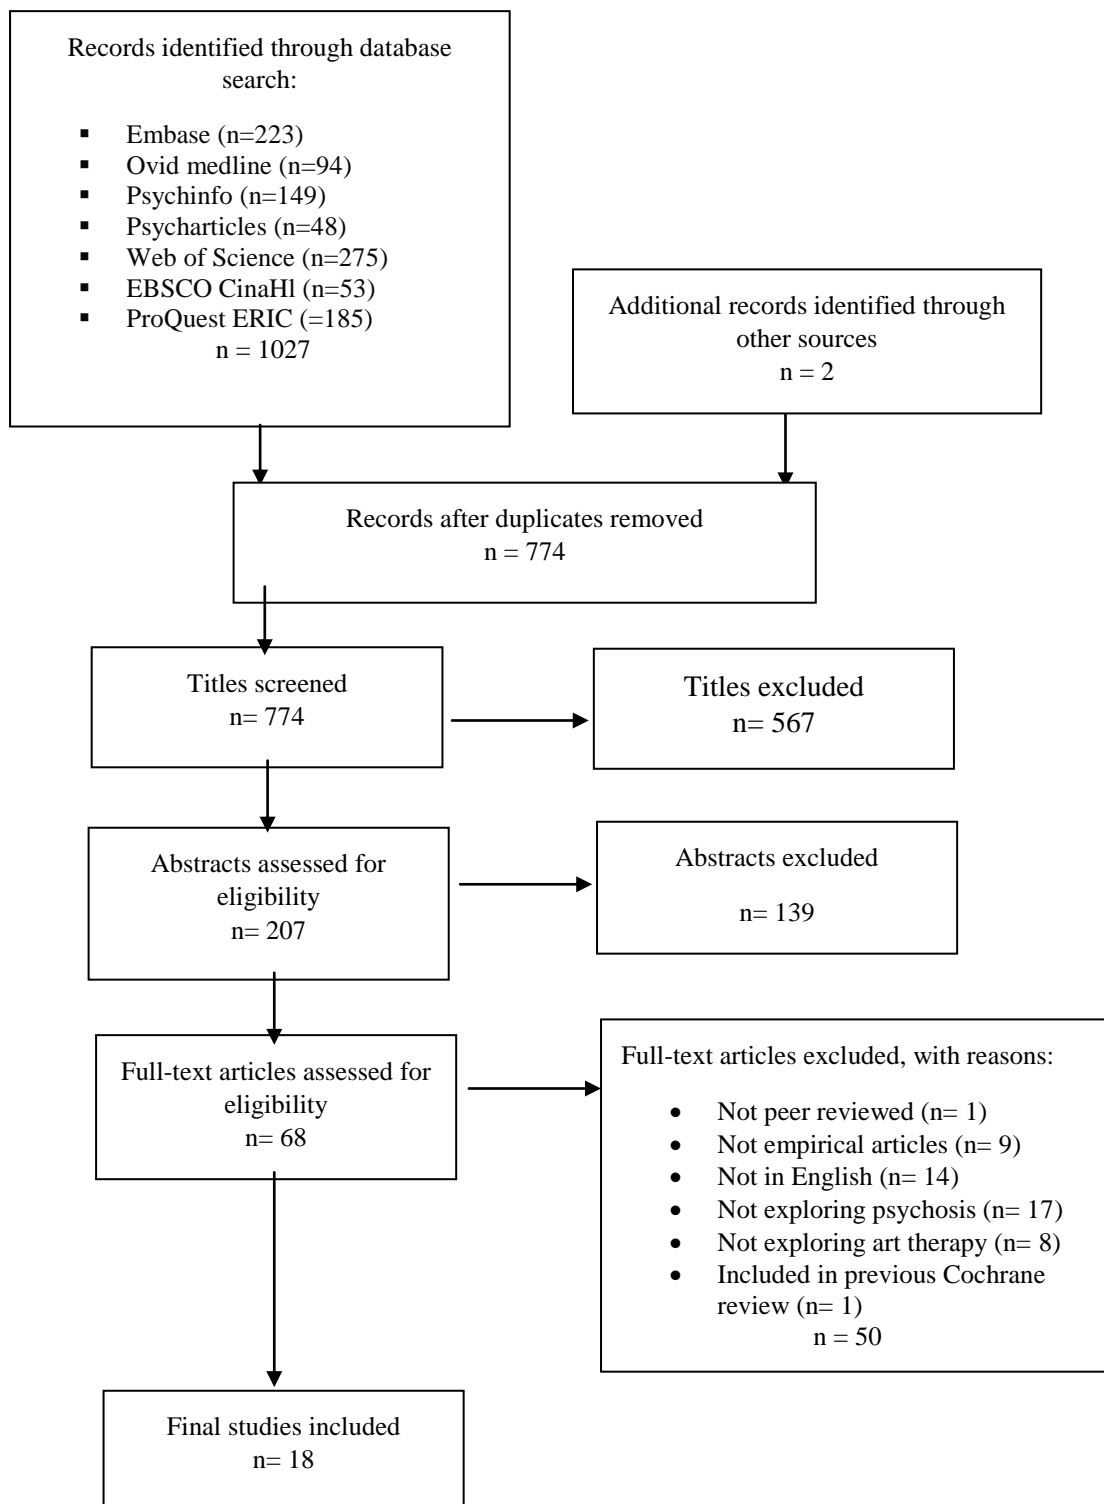 Records identified through database
search:
▪ Embase (n=223)
▪ Ovid medline (n=94)
▪ Psychinfo (n=149)
▪ Psycharticles (n=48)
▪ Web of Science (n=275)
▪ EBSCO CinaHl (n=53)
▪ ProQuest ERIC (=185)
n = 1027
Additional records identified through
other sources
n = 2
Records after duplicates removed
n = 774
Titles screened
n= 774
Titles excluded
n= 567
Abstracts assessed for
eligibility
n= 207
Abstracts excluded
n= 139
Full-text articles assessed for
eligibility
n= 68
Full-text articles excluded, with reasons:
• Not peer reviewed (n= 1)
• Not empirical articles (n= 9)
• Not in English (n= 14)
• Not exploring psychosis (n= 17)
• Not exploring art therapy (n= 8)
• Included in previous Cochrane
review (n= 1)
n = 50
Final studies included
n= 18